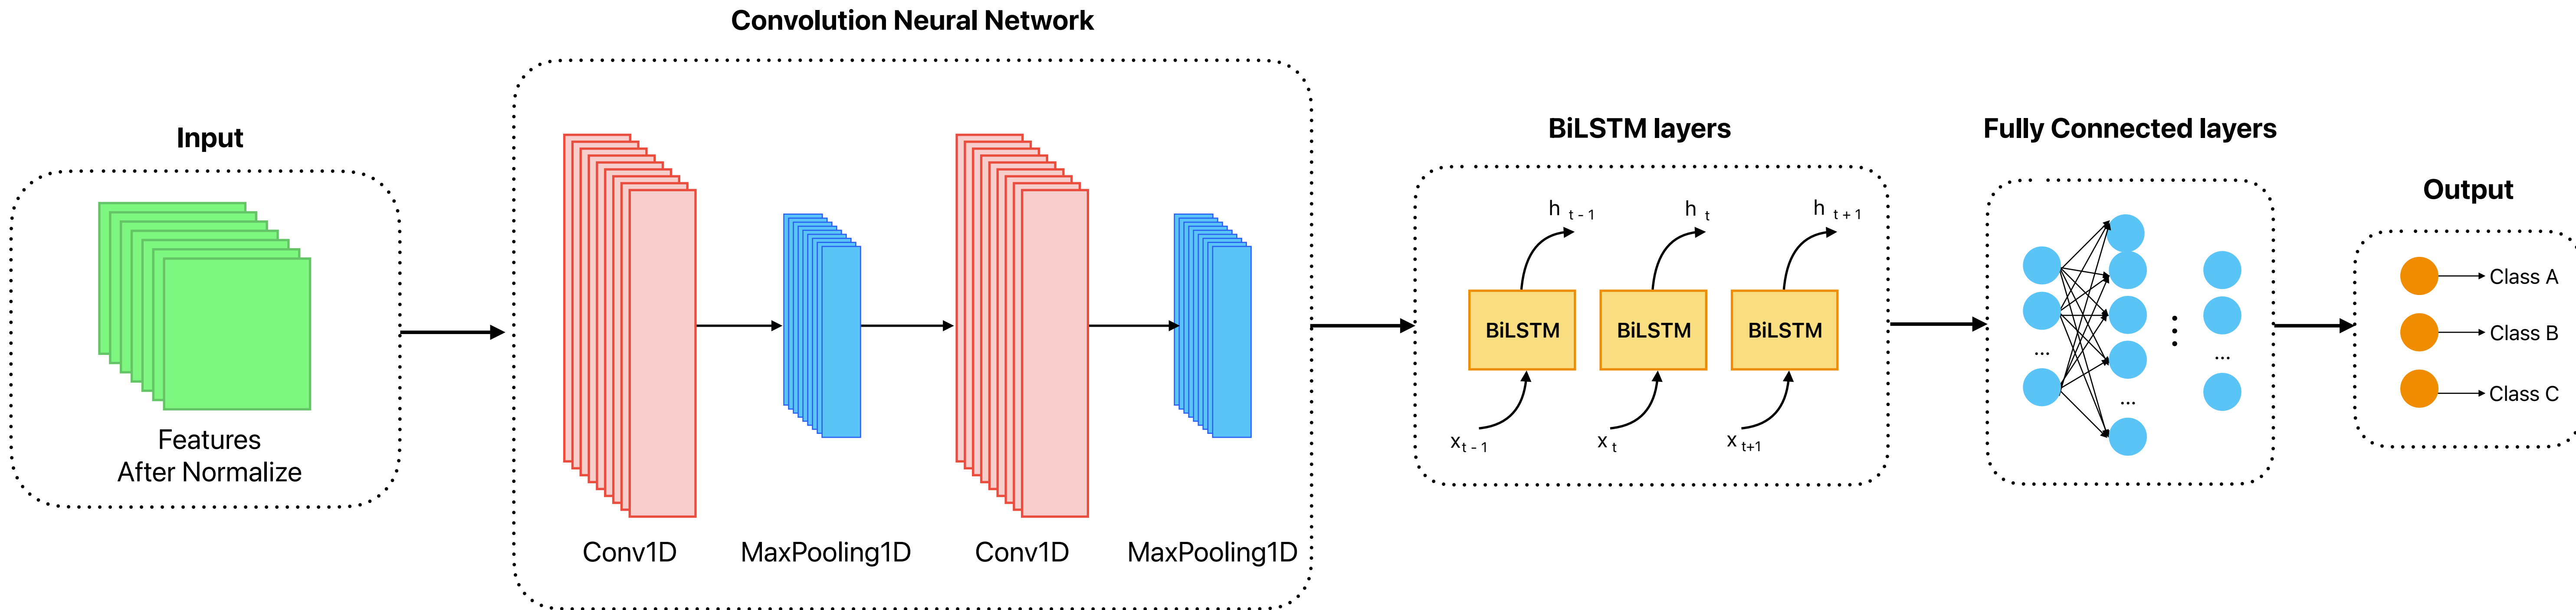 Convolution Neural Network
Input
Features
After Normalize
Conv1D
MaxPooling1D
Conv1D
MaxPooling1D
BiLSTM layers
h t - 1
h t
h t + 1
BiLSTM
BiLSTM
BiLSTM
x t - 1
x t
x t+1
Fully Connected layers
...
...
...
Output
Class A
Class B
Class C